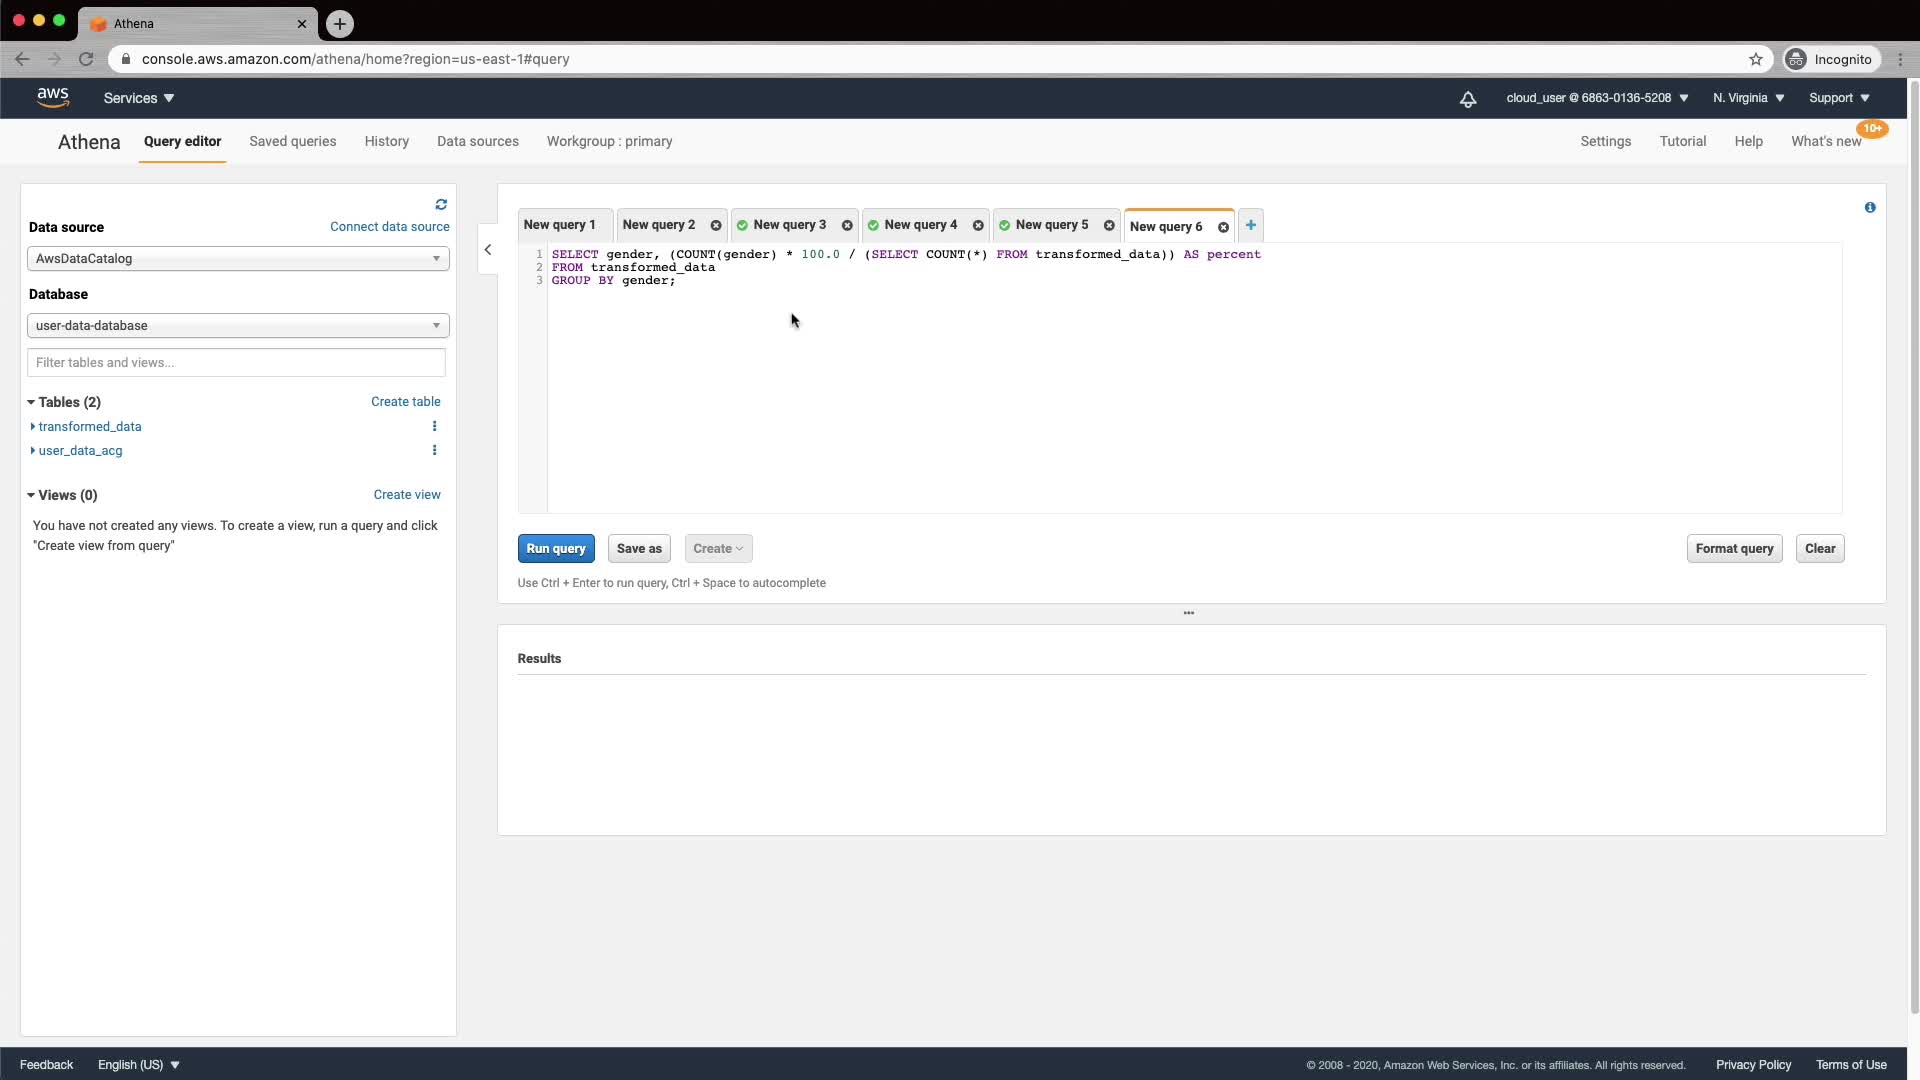 Athena
console.aws.amazon.com/athena/home?region=us-east-1#query
Incognito
aws
Services
cloud_user @ 6863-0136-5208
N. Virginia
Support
Athena
Query editor
Saved queries
History
Data sources
Workgroup : primary
Settings
Tutorial
Help
What's new
10+
Data source
Connect data source
AwsDataCatalog
Database
user-data-database
Filter tables and views...
Tables (2)
Create table
transformed_data
user_data_acg
Views (0)
Create view
You have not created any views. To create a view, run a query and click
"Create view from query"
New query 1
New query 2
New query 3
New query 4
New query 5
New query 6
1 SELECT gender, (COUNT(gender) * 100.0 / (SELECT COUNT(*) FROM transformed_data)) AS percent
2 FROM transformed_data
3 GROUP BY gender;
Run query
Save as
Create
Format query
Clear
Use Ctrl + Enter to run query, Ctrl + Space to autocomplete
Results
Feedback
English (US)
© 2008 - 2020, Amazon Web Services, Inc. or its affiliates. All rights reserved.
Privacy Policy
Terms of Use